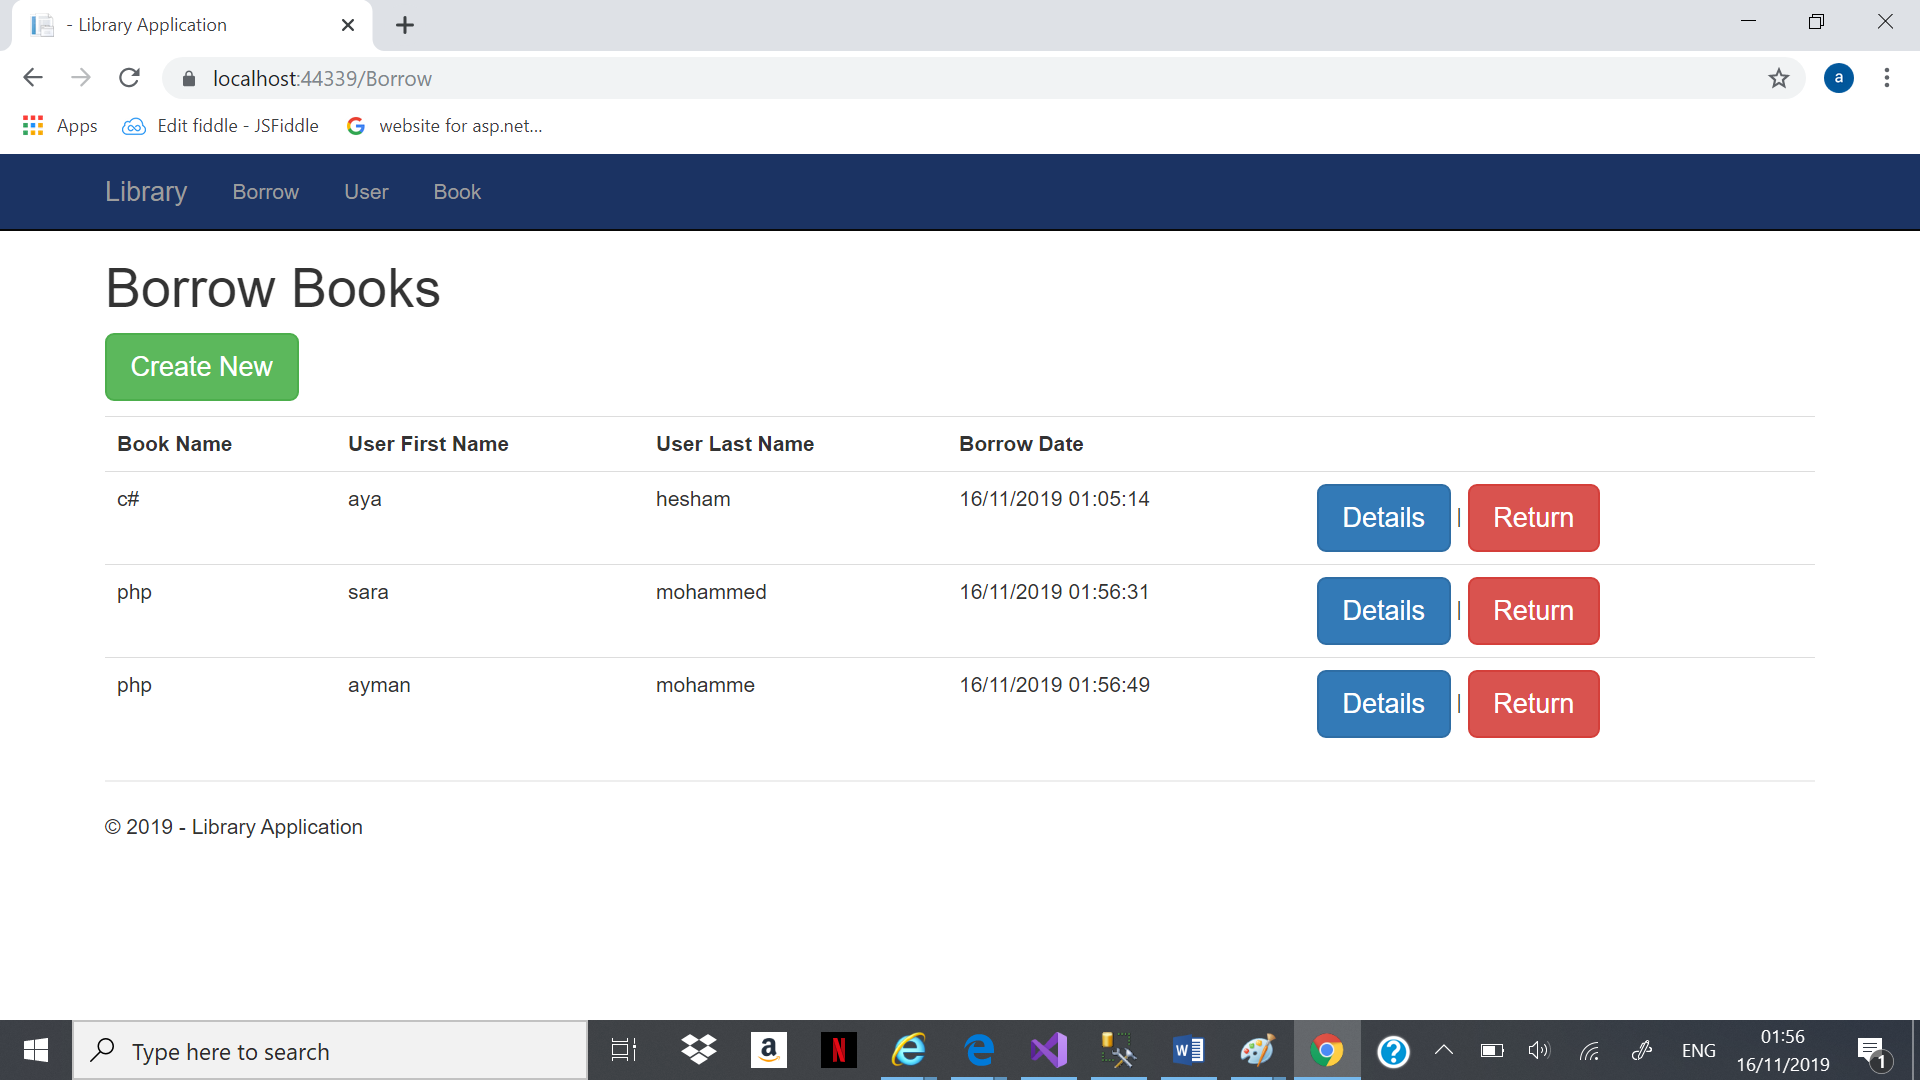 - Library Application
localhost:44339/Borrow
a
Apps Edit fiddle - JSFiddle website for asp.net...
Library Borrow User Book
Borrow Books
Create New
Book Name User First Name User Last Name Borrow Date
c# aya hesham 16/11/2019 01:05:14 Details | Return
php sara mohammed 16/11/2019 01:56:31 Details | Return
php ayman mohamme 16/11/2019 01:56:49 Details | Return
© 2019 - Library Application
Type here to search
ENG
01:56
16/11/2019
1